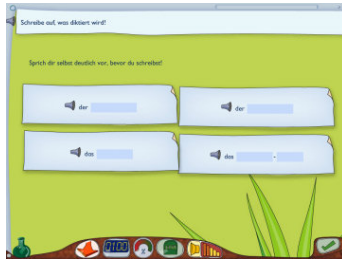 Schreibe auf, was diktiert wird!
Sprich dir selbst deutlich vor, bevor du schreibst!
der
der
das
das -